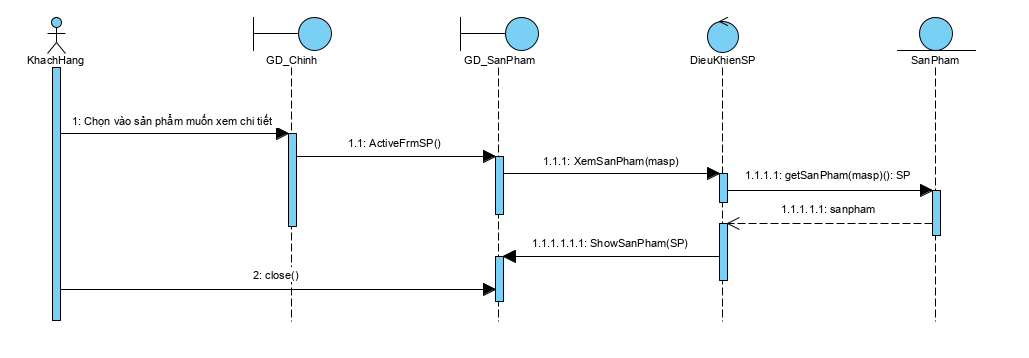 KhachHang
GD_Chinh
GD_SanPham
DieuKhienSP
SanPham
1: Chọn vào sản phẩm muốn xem chi tiết
1.1: ActiveFrmSP()
1.1.1: XemSanPham(masp)
1.1.1.1: getSanPham(masp)(): SP
1.1.1.1.1: sanpham
1.1.1.1.1.1: ShowSanPham(SP)
2: close()